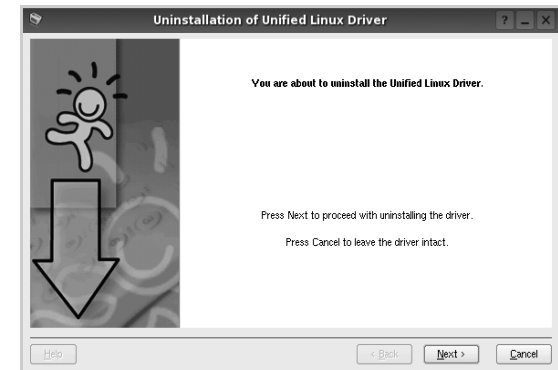 Uninstallation of Unified Linux Driver
You are about to uninstall the Unified Linux Driver.
Press Next to proceed with uninstalling the driver.
Press Cancel to leave the driver intact.
Help
< Back
Next >
Cancel